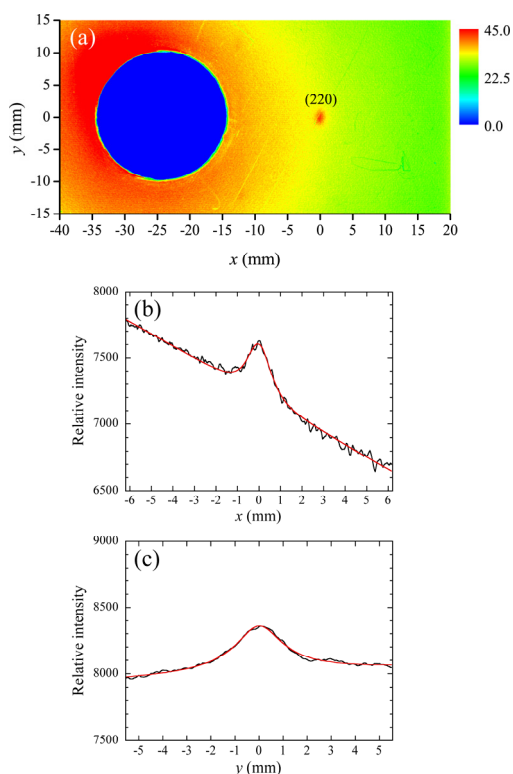 (a)
15
10
5
0
-5
-10
-15
y (mm)
(220)
45.0
22.5
0.0
-40 -35 -30 -25 -20 -15 -10 -5 0 5 10 15 20
x (mm)
(b)
8000
7500
7000
6500
Relative intensity
-6 -5 -4 -3 -2 -1 0 1 2 3 4 5 6
x (mm)
(c)
9000
8500
8000
7500
Relative intensity
-5 -4 -3 -2 -1 0 1 2 3 4 5
y (mm)